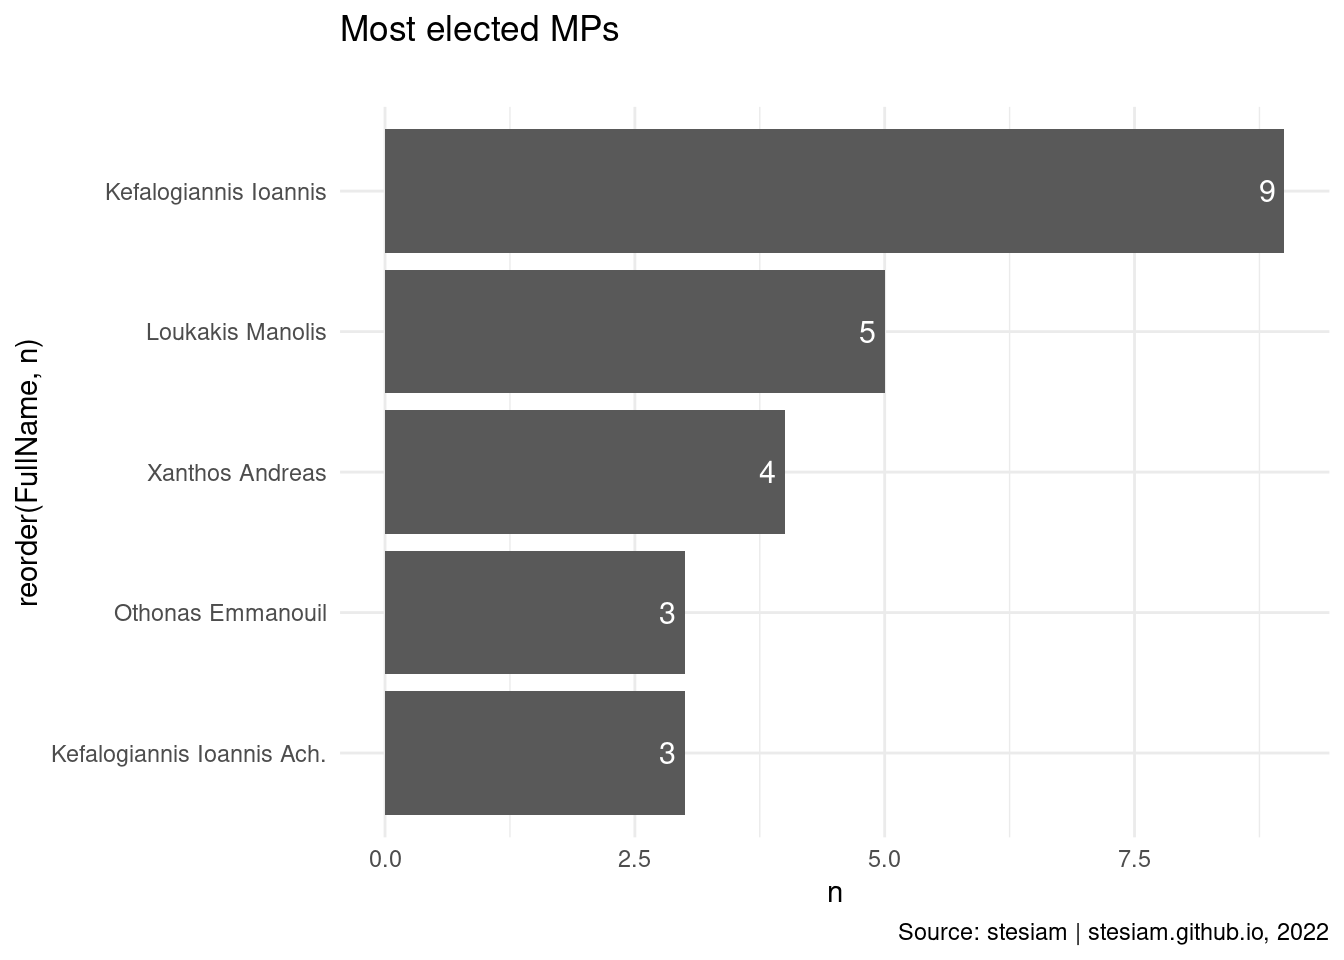 Most elected MPs
reorder(FullName, n)
Kefalogiannis Ioannis
9
Loukakis Manolis
5
Xanthos Andreas
4
Othonas Emmanouil
3
Kefalogiannis Ioannis Ach.
3
0.0 2.5 5.0 7.5
n
Source: stesiam | stesiam.github.io, 2022